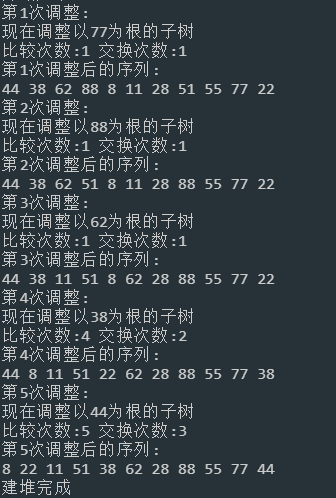 第1次调整:
现在调整以77为根的子树
比较次数:1 交换次数:1
第1次调整后的序列:
44 38 62 88 8 11 28 51 55 77 22
第2次调整:
现在调整以88为根的子树
比较次数:1 交换次数:1
第2次调整后的序列:
44 38 62 51 8 11 28 88 55 77 22
第3次调整:
现在调整以62为根的子树
比较次数:1 交换次数:1
第3次调整后的序列:
44 38 11 51 8 62 28 88 55 77 22
第4次调整:
现在调整以38为根的子树
比较次数:4 交换次数:2
第4次调整后的序列:
44 8 11 51 22 62 28 88 55 77 38
第5次调整:
现在调整以44为根的子树
比较次数:5 交换次数:3
第5次调整后的序列:
8 22 11 51 38 62 28 88 55 77 44
建堆完成